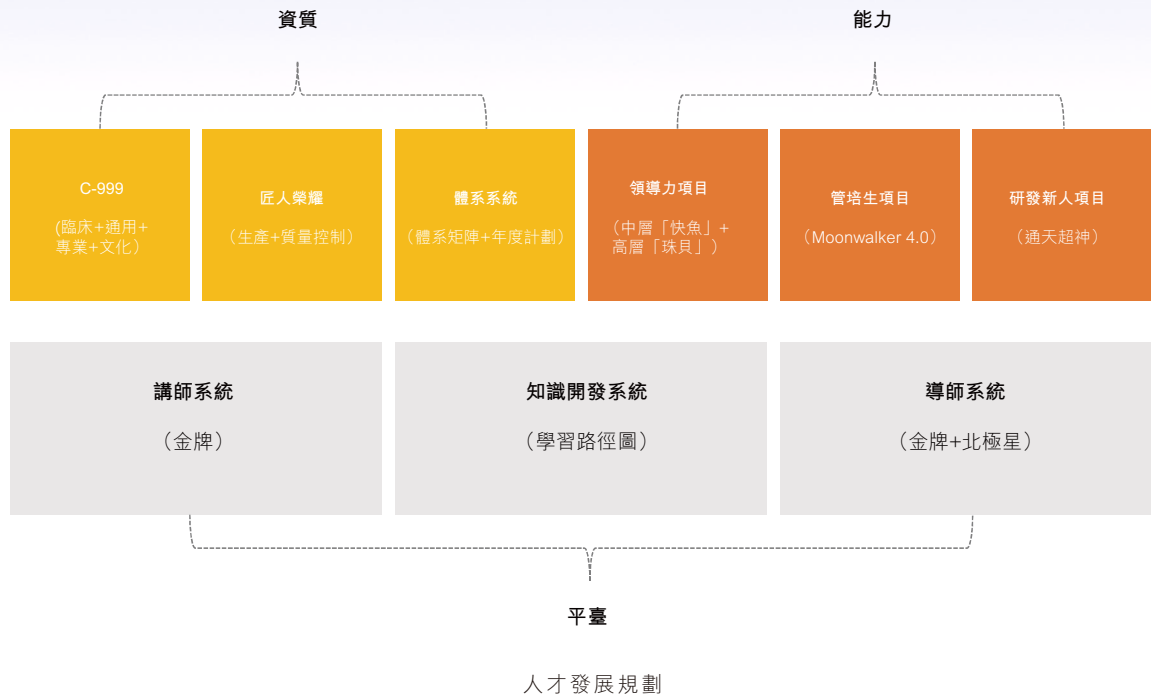 資質
能力
C-999
(臨床+通用+
專業+文化）
匠人榮耀
（生產+質量控制）
體系系統
（體系矩陣+年度計劃）
領導力項目
（中層「快魚」+
高層「珠貝」）
管培生項目
（Moonwalker 4.0）
研發新人項目
（通天超神）
講師系統
（金牌）
知識開發系統
（學習路徑圖）
導師系統
（金牌+北極星）
平臺
人才發展規劃